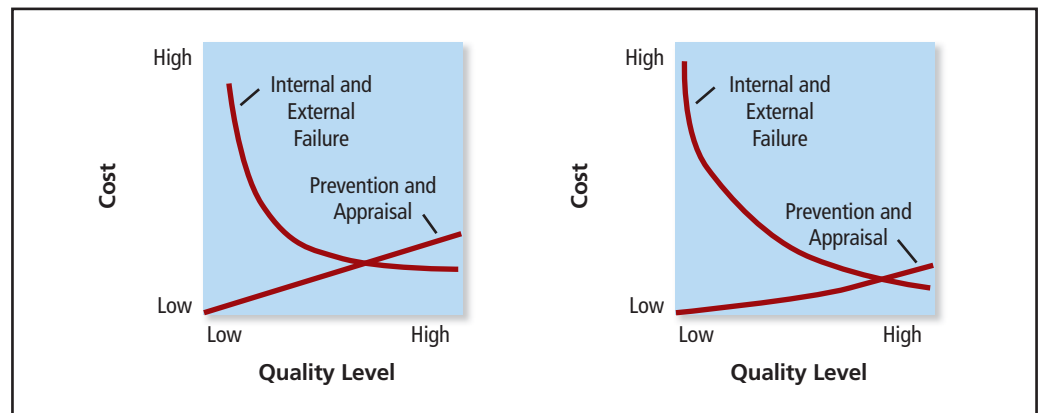 High
Internal and
External
Failure
Prevention and
Appraisal
Cost
Low
Low
High
Quality Level
High
Internal and
External
Failure
Prevention and
Appraisal
Cost
Low
Low
High
Quality Level